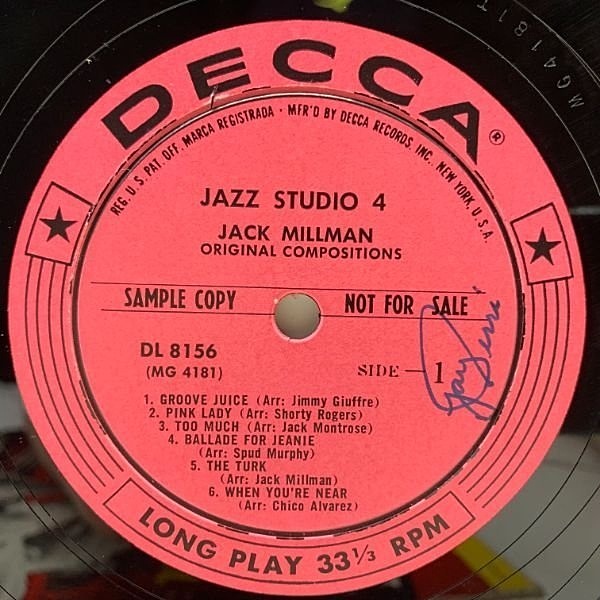 DECCA®
REG. U.S. PAT. OFF. MARCA REGISTRADA · MFR'D BY DECCA RECORDS, INC., NEW YORK, U.S.A.
MG4181T
JAZZ STUDIO 4
JACK MILLMAN
ORIGINAL COMPOSITIONS
SAMPLE COPY NOT FOR SALE
DL 8156
(MG 4181)
SIDE — 1
1. GROOVE JUICE (Arr: Jimmy Giuffre)
2. PINK LADY (Arr: Shorty Rogers)
3. TOO MUCH (Arr: Jack Montrose)
4. BALLADE FOR JEANIE
(Arr: Spud Murphy)
5. THE TURK
(Arr: Jack Millman)
6. WHEN YOU'RE NEAR
(Arr: Chico Alvarez)
LONG PLAY 33⅓ RPM